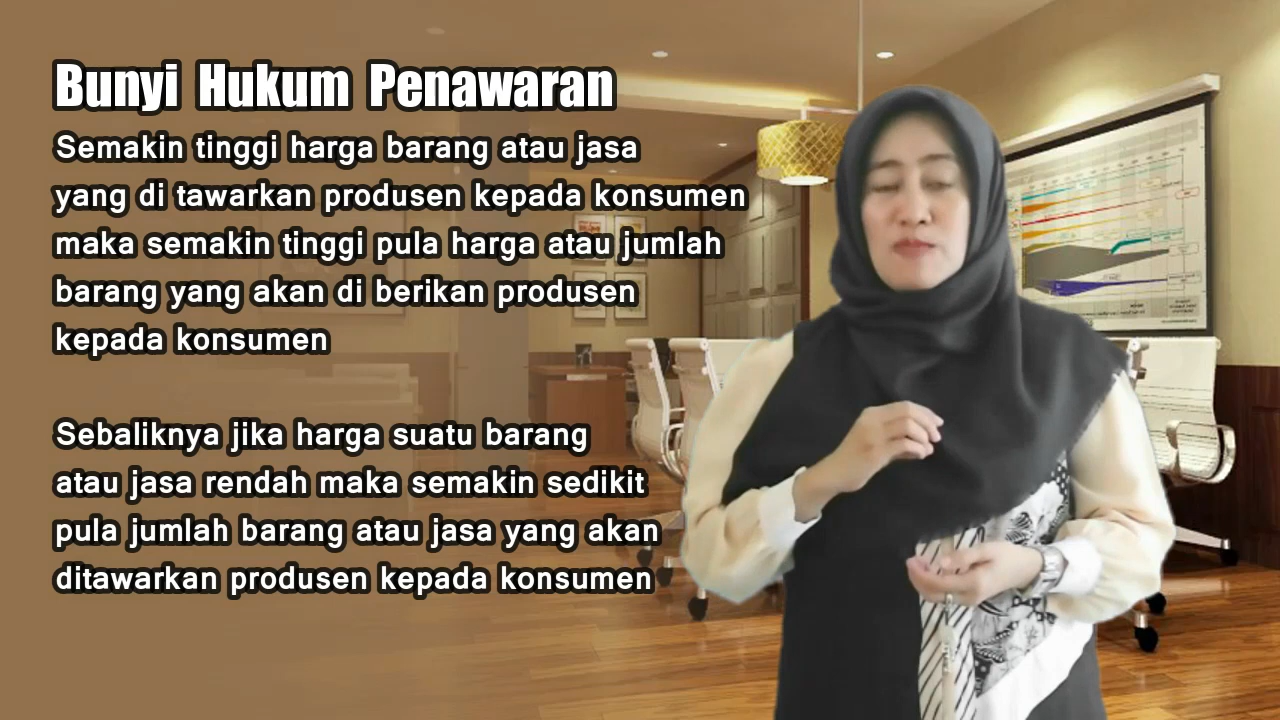 Bunyi Hukum Penawaran
Semakin tinggi harga barang atau jasa
yang di tawarkan produsen kepada konsumen
maka semakin tinggi pula harga atau jumlah
barang yang akan di berikan produsen
kepada konsumen
Sebaliknya jika harga suatu barang
atau jasa rendah maka semakin sedikit
pula jumlah barang atau jasa yang akan
ditawarkan produsen kepada konsumen